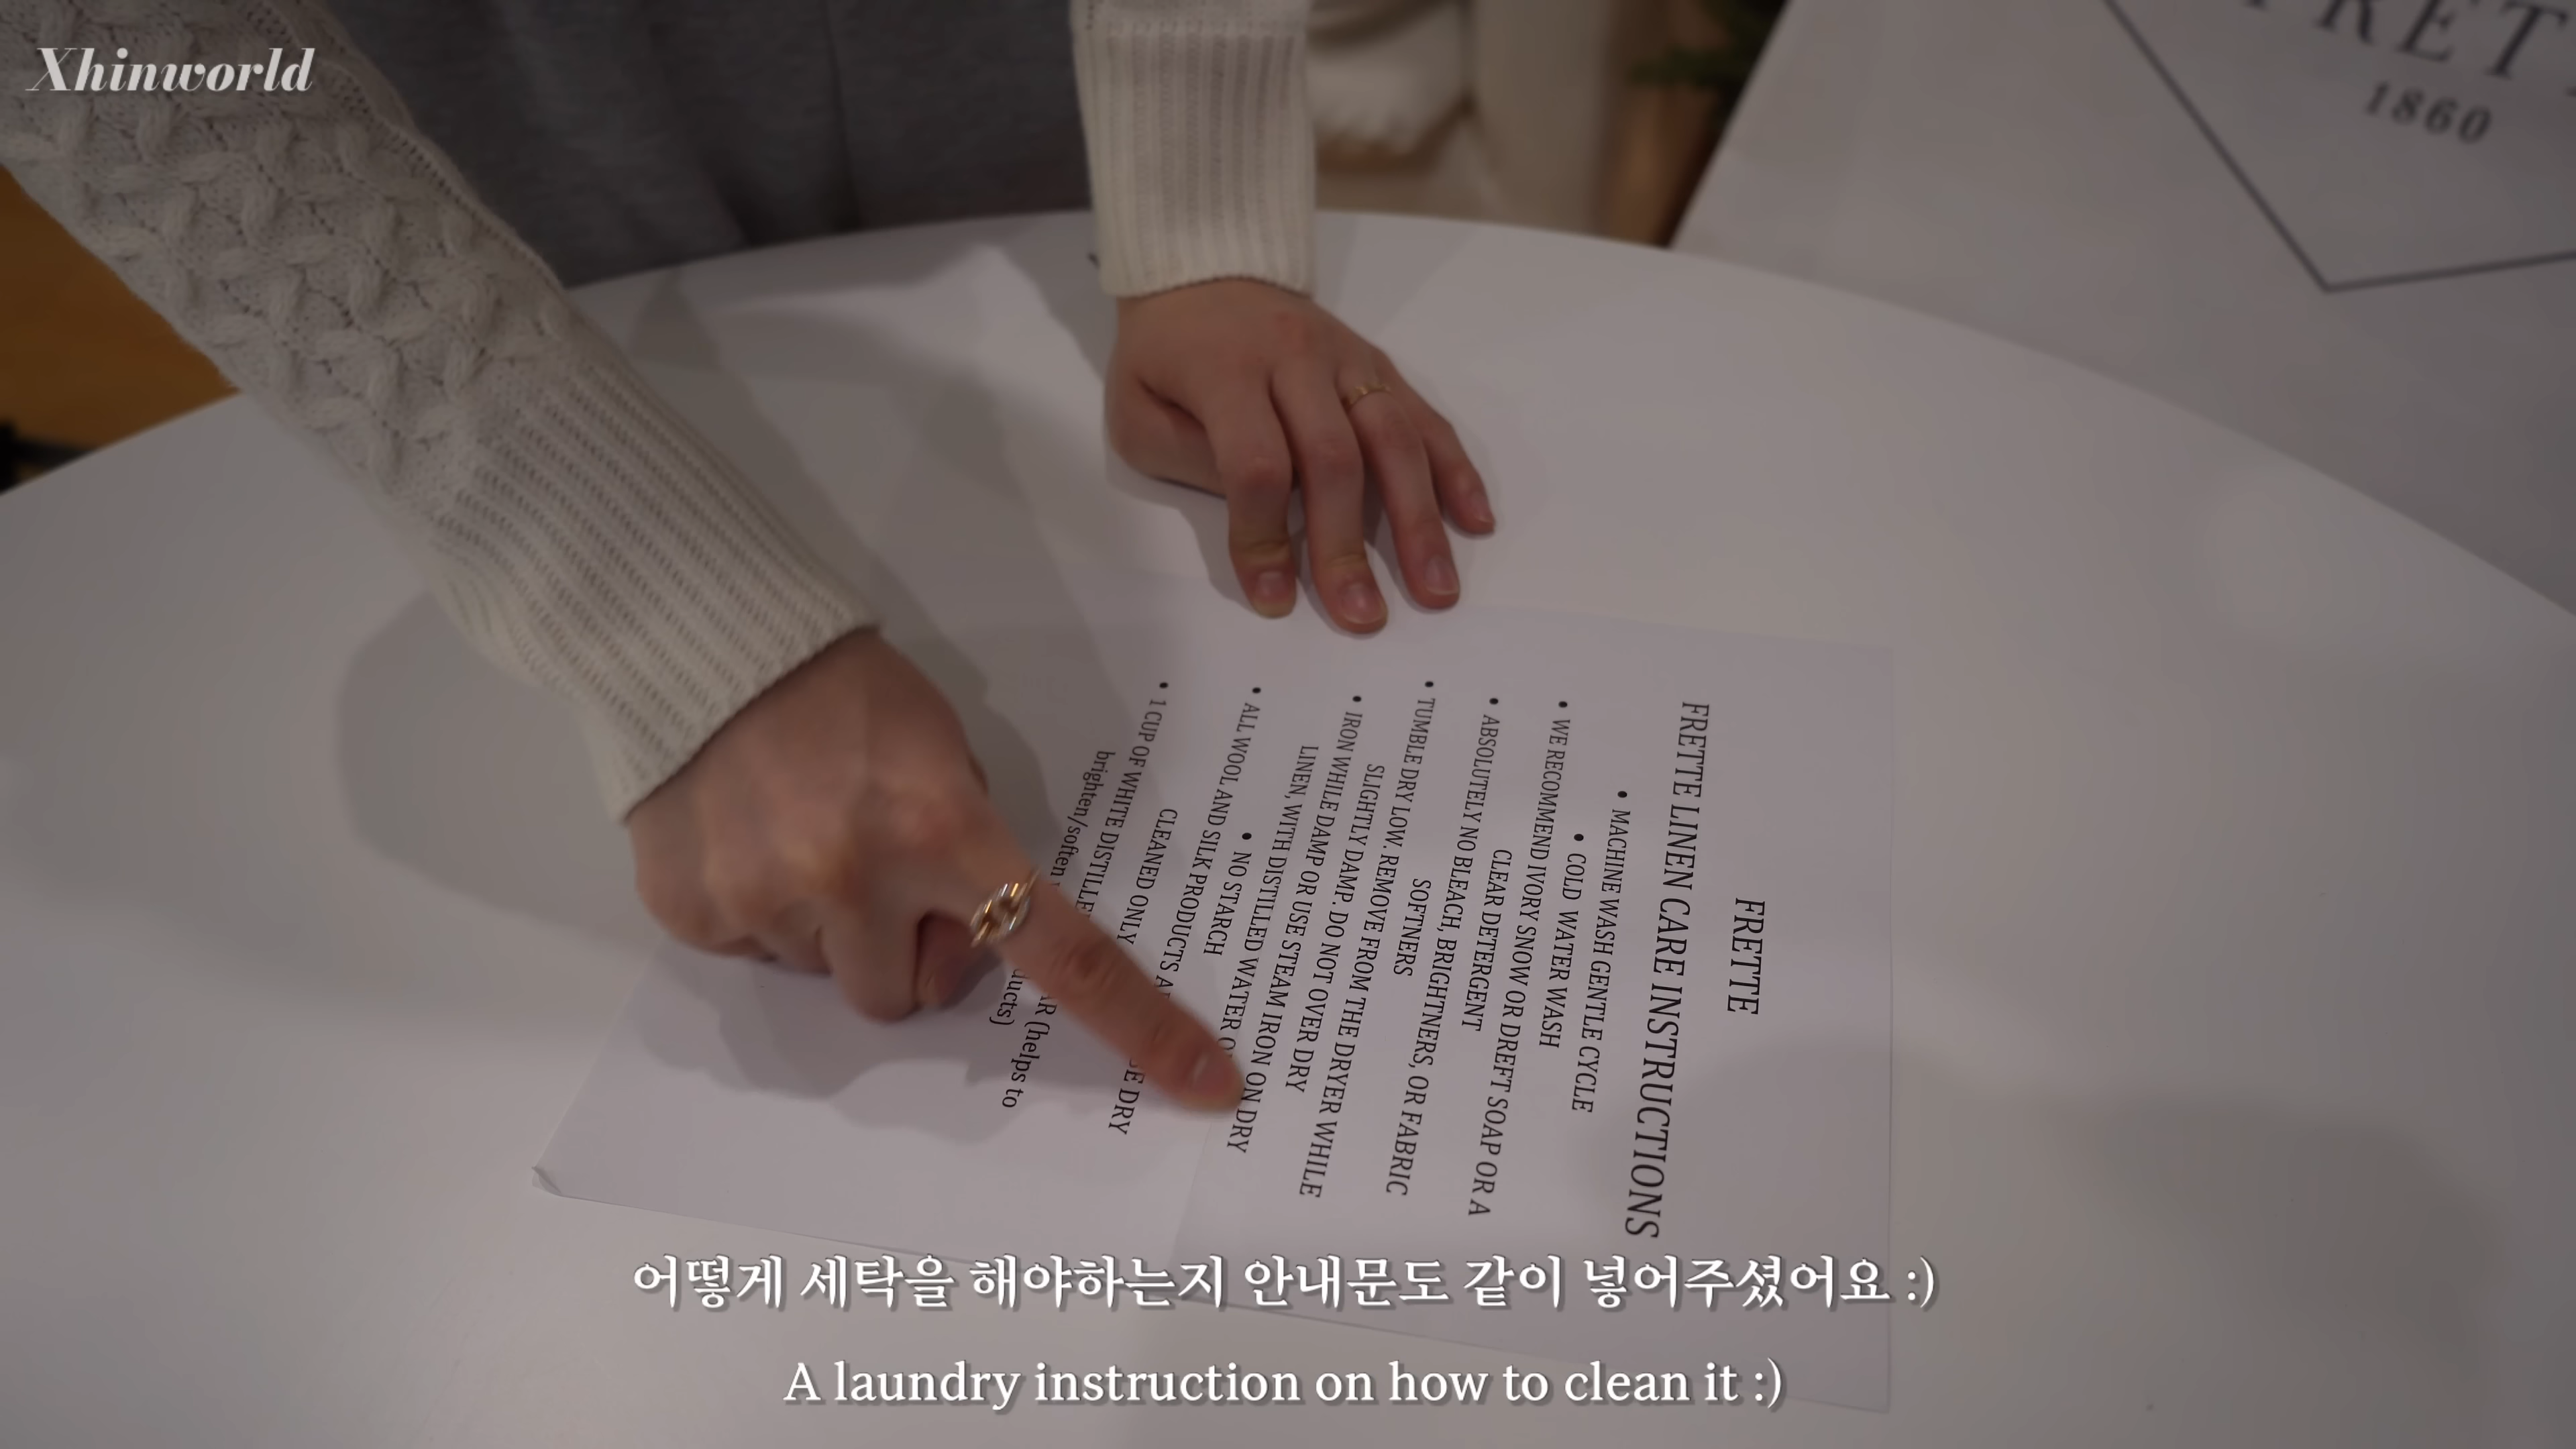 Xhinworld
1860
FRETTE
FRETTE LINEN CARE INSTRUCTIONS
• MACHINE WASH GENTLE CYCLE
• COLD WATER WASH
• WE RECOMMEND IVORY SNOW OR DREFT SOAP OR A
CLEAR DETERGENT
• ABSOLUTELY NO BLEACH, BRIGHTNERS, OR FABRIC
SOFTNERS
• TUMBLE DRY LOW. REMOVE FROM THE DRYER WHILE
SLIGHTLY DAMP. DO NOT OVER DRY
• IRON WHILE DAMP OR USE STEAM IRON ON DRY
LINEN, WITH DISTILLED WATER
• NO STARCH
• ALL WOOL AND SILK PRODUCTS DRY
CLEANED ONLY
• 1 CUP OF WHITE (helps to
brighten/soften
어떻게 세탁을 해야하는지 안내문도 같이 넣어주셨어요 :)
A laundry instruction on how to clean it :)